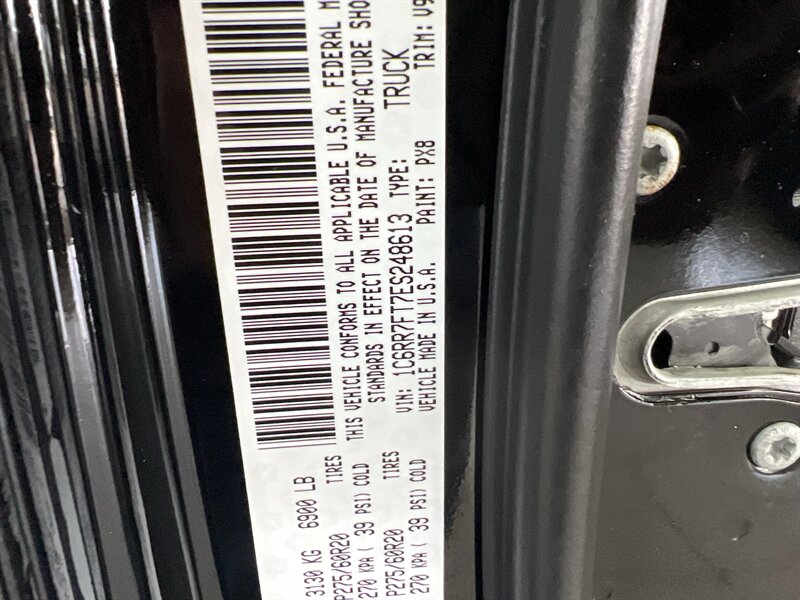 3130 KG 6900 LB
P275/60R20 TIRES
270 KPA ( 39 PSI) COLD
P275/60R20 TIRES
270 KPA ( 39 PSI) COLD
THIS VEHICLE CONFORMS TO ALL APPLICABLE U.S.A. FEDERAL M
STANDARDS IN EFFECT ON THE DATE OF MANUFACTURE SHO
VIN: 1C6RR7FT7ES248613 TYPE: TRUCK
VEHICLE MADE IN U.S.A. PAINT: PX8 TRIM: V9